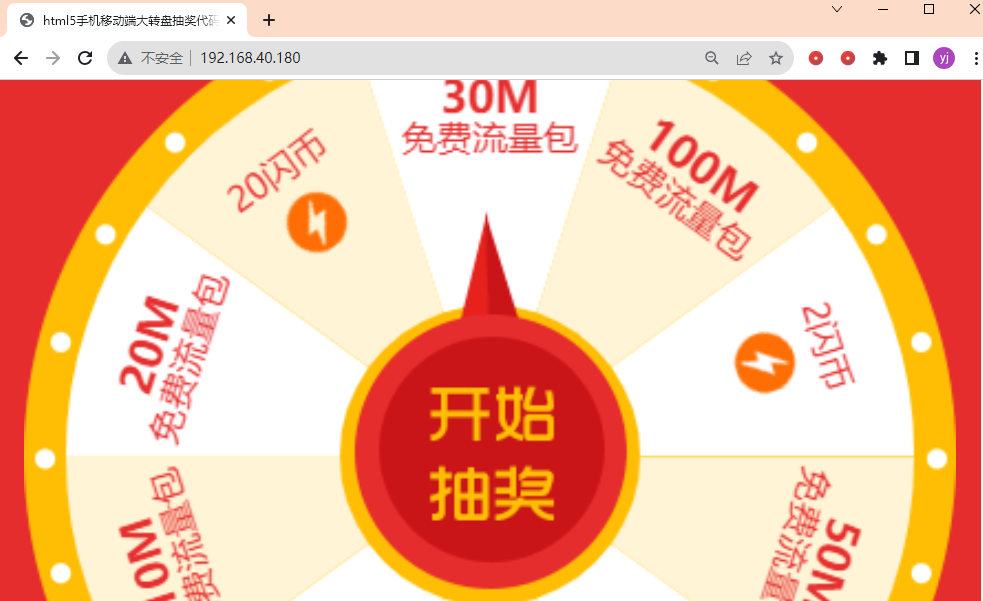 html5手机移动端大转盘抽奖代码
不安全
192.168.40.180
yj
30M
免费流量包
100M
免费流量包
20闪币
2闪币
20M
免费流量包
开始
抽奖
费流量包
50M
免费流量